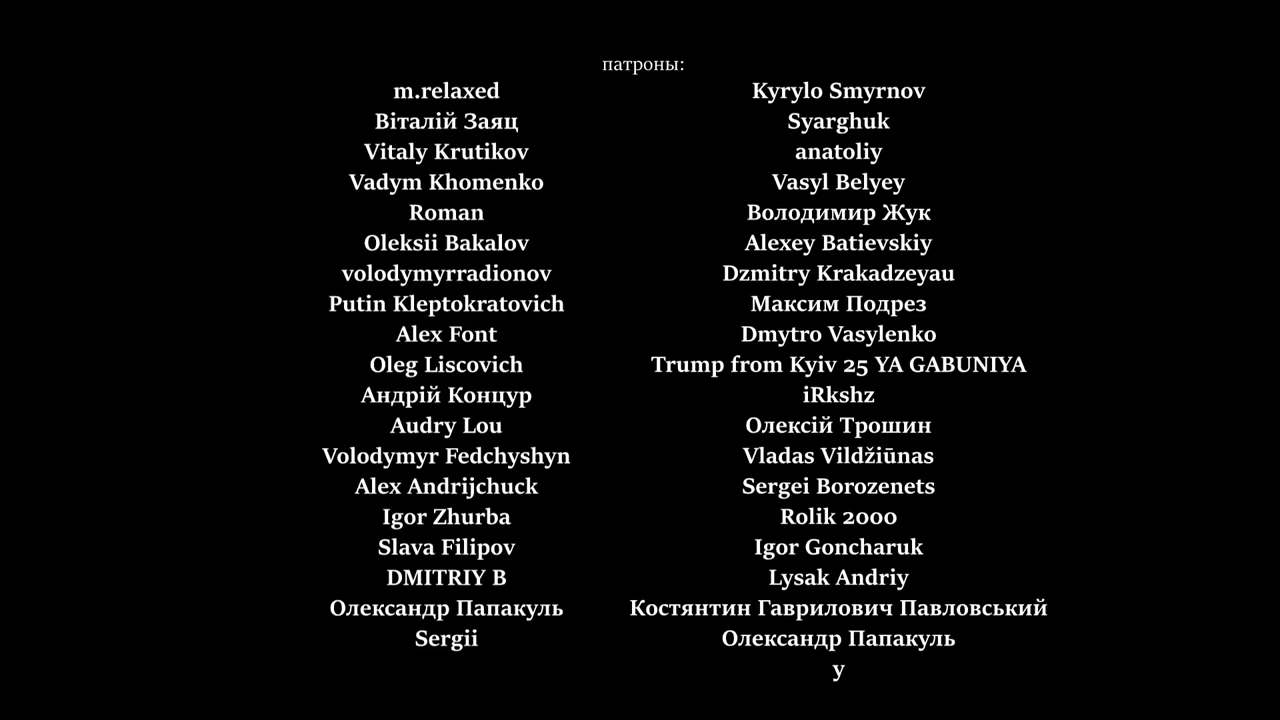 патроны:
m.relaxed
Віталій Заяц
Vitaly Krutikov
Vadym Khomenko
Roman
Oleksii Bakalov
volodymyrradionov
Putin Kleptokratovich
Alex Font
Oleg Liscovich
Андрій Концур
Audry Lou
Volodymyr Fedchyshyn
Alex Andrijchuck
Igor Zhurba
Slava Filipov
DMITRIY B
Олександр Папакуль
Sergii
Kyrylo Smyrnov
Syarghuk
anatoliy
Vasyl Belyey
Володимир Жук
Alexey Batievskiy
Dzmitry Krakadzeyau
Максим Подрез
Dmytro Vasylenko
Trump from Kyiv 25 YA GABUNIYA
iRkshz
Олексій Трошин
Vladas Vildžiūnas
Sergei Borozenets
Rolik 2000
Igor Goncharuk
Lysak Andriy
Костянтин Гаврилович Павловський
Олександр Папакуль
y